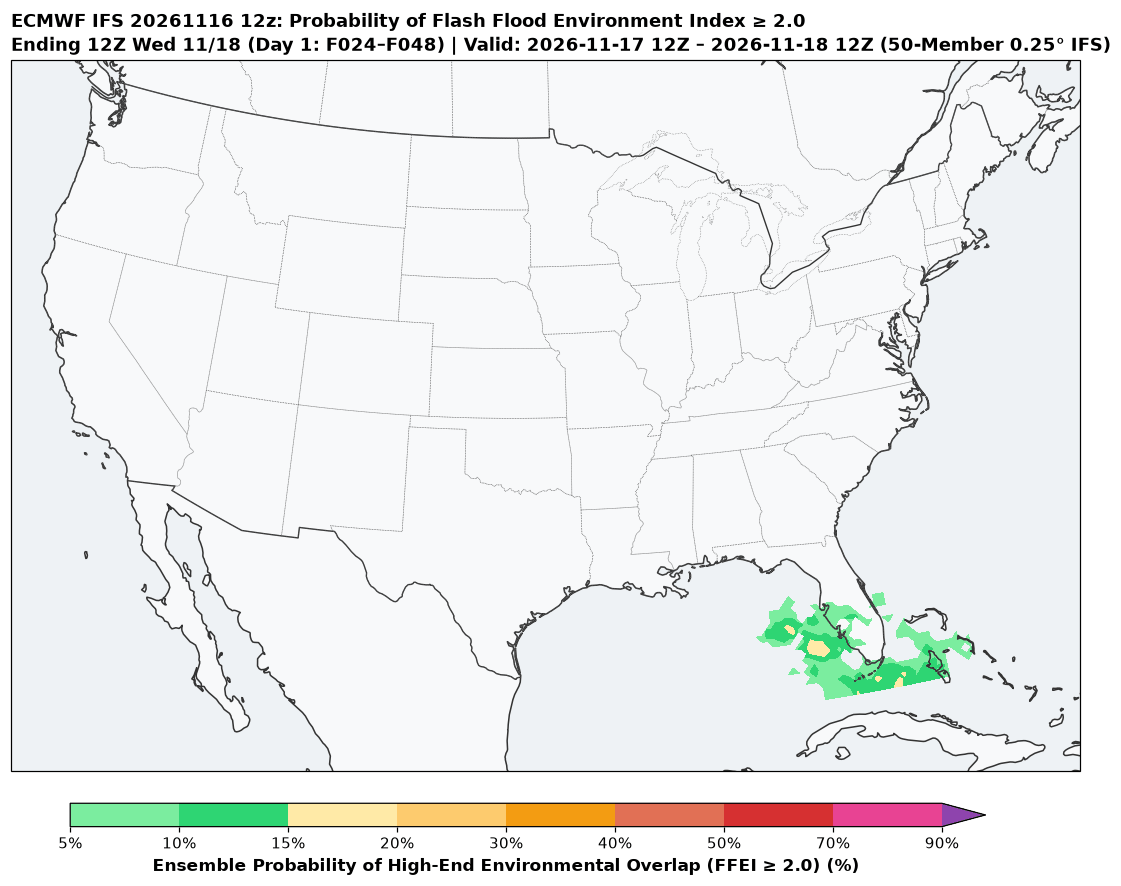 ECMWF IFS 20261116 12z: Probability of Flash Flood Environment Index ≥ 2.0
Ending 12Z Wed 11/18 (Day 1: F024–F048) | Valid: 2026-11-17 12Z – 2026-11-18 12Z (50-Member 0.25° IFS)
5% 10% 15% 20% 30% 40% 50% 70% 90%
Ensemble Probability of High-End Environmental Overlap (FFEI ≥ 2.0) (%)